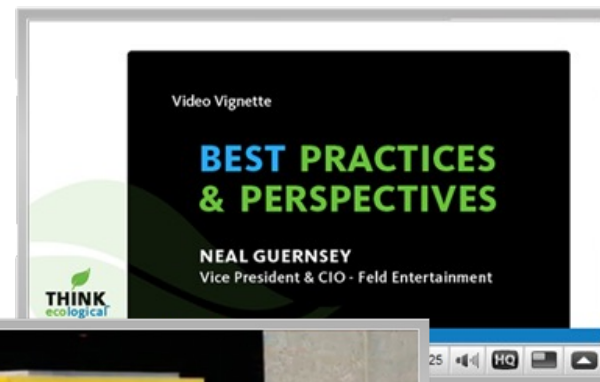 Video Vignette
BEST PRACTICES
& PERSPECTIVES
NEAL GUERNSEY
Vice President & CIO - Feld Entertainment
THINK
ecological
25
HQ